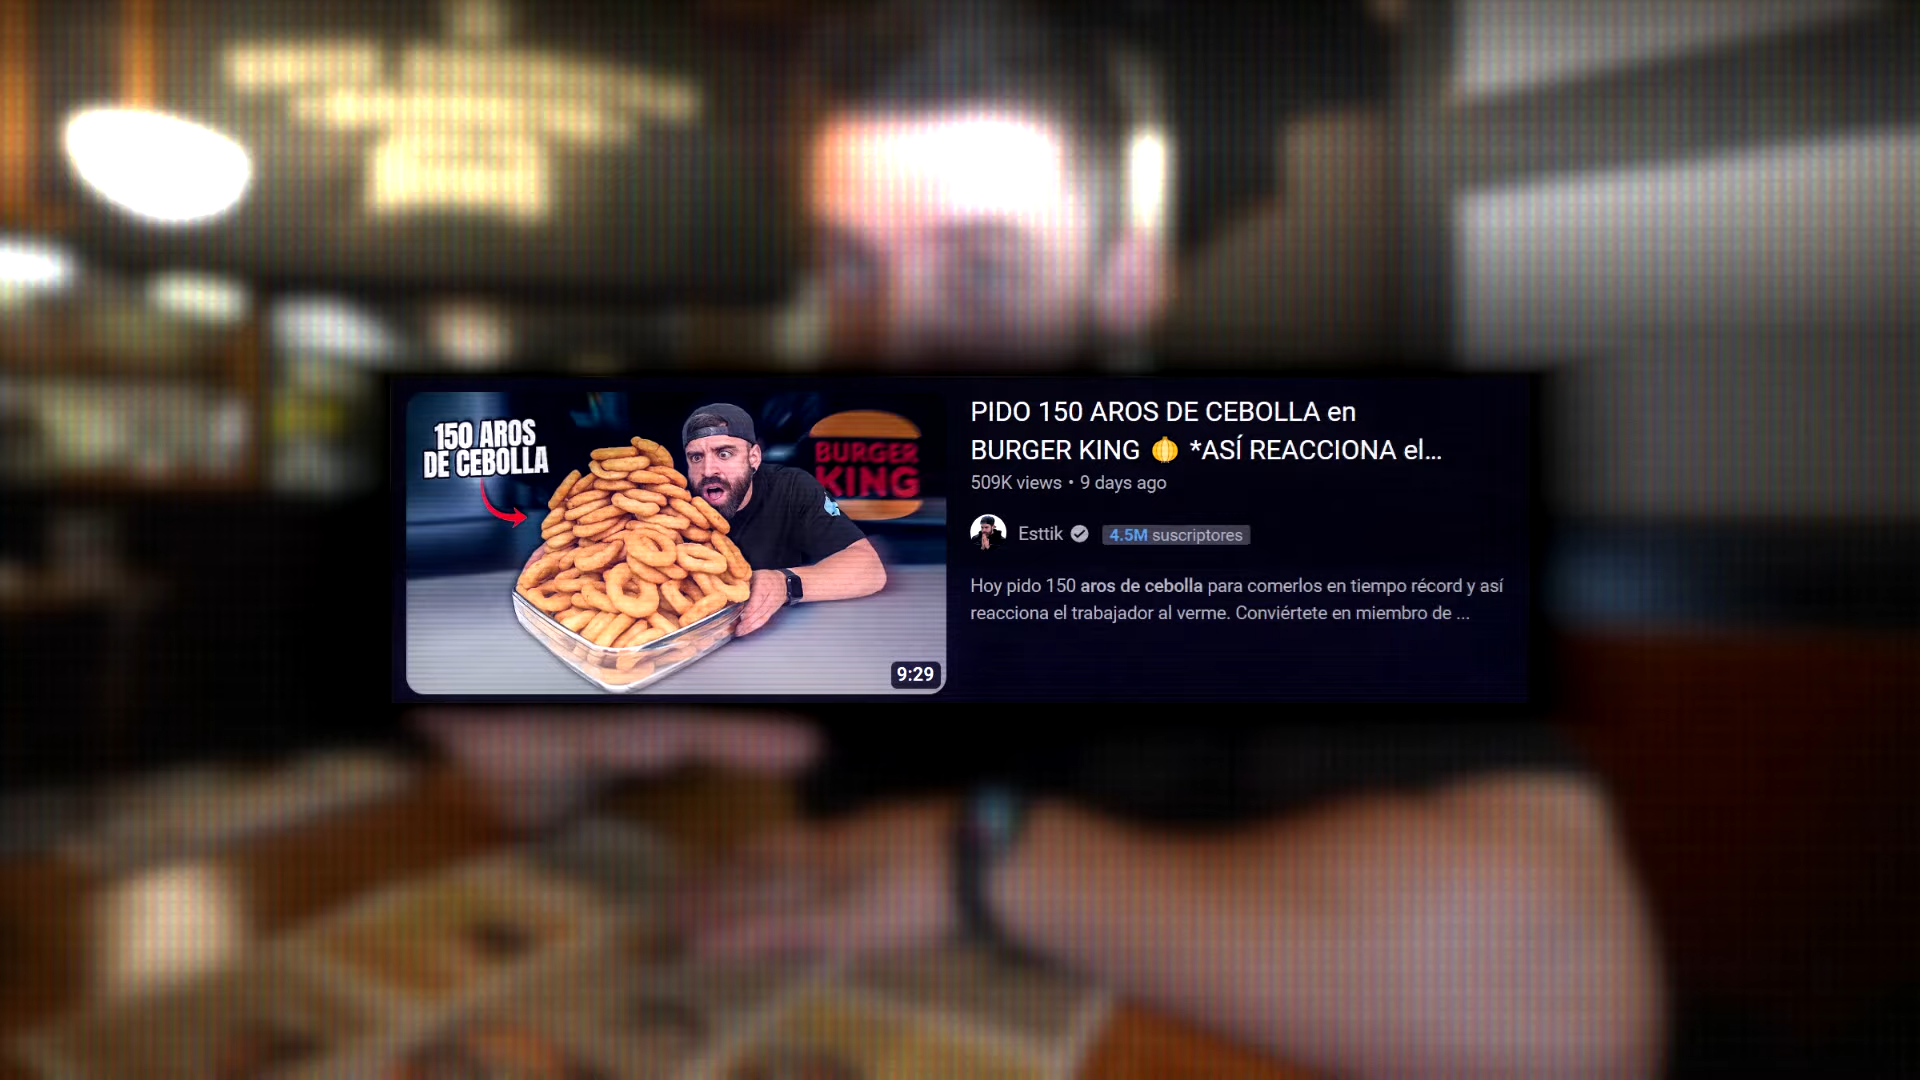 150 AROS
DE CEBOLLA
BURGER
KING
9:29
PIDO 150 AROS DE CEBOLLA en
BURGER KING 🧅 *ASÍ REACCIONA el...
509K views • 9 days ago
Esttik
4.5M suscriptores
Hoy pido 150 aros de cebolla para comerlos en tiempo récord y así
reacciona el trabajador al verme. Conviértete en miembro de ...